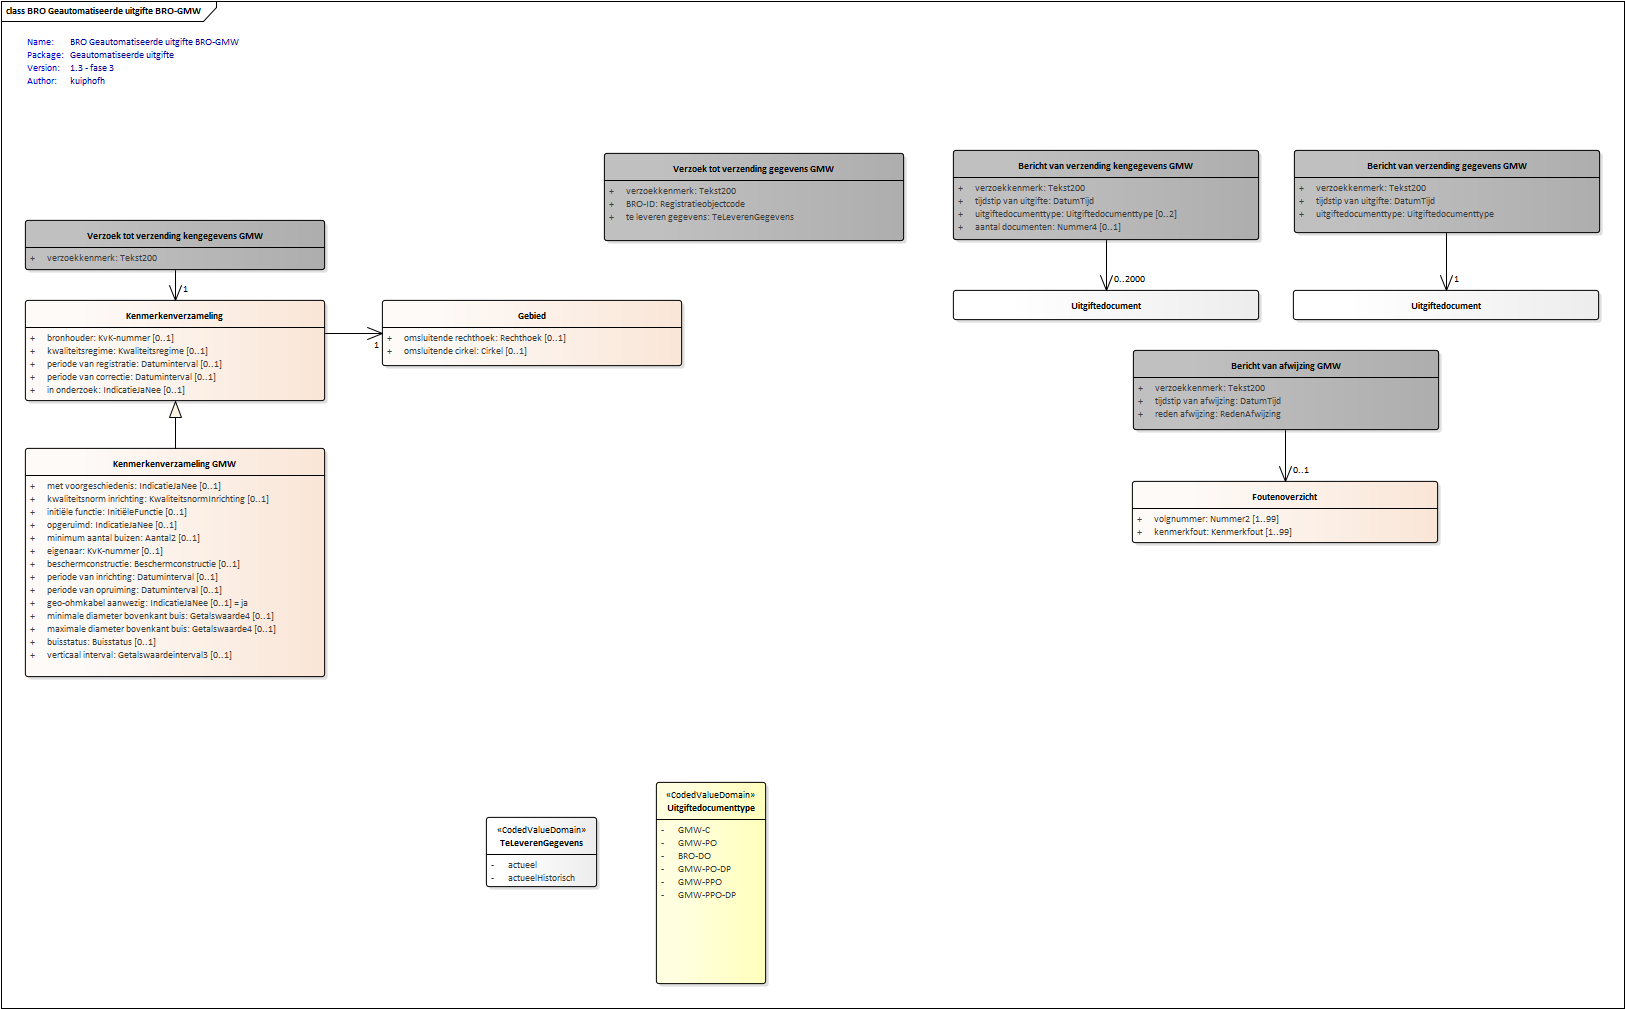 class BRO Geautomatiseerde uitgifte BRO-GMW
Name: BRO Geautomatiseerde uitgifte BRO-GMW
Package: Geautomatiseerde uitgifte
Version: 1.3 - fase 3
Author: kuiphofh
Verzoek tot verzending kengegevens GMW
+ verzoekkenmerk: Tekst200
1
Kenmerkenverzameling
+ bronhouder: KvK-nummer [0..1]
+ kwaliteitsregime: Kwaliteitsregime [0..1]
+ periode van registratie: Datuminterval [0..1]
+ periode van correctie: Datuminterval [0..1]
+ in onderzoek: IndicatieJaNee [0..1]
1
Gebied
+ omsluitende rechthoek: Rechthoek [0..1]
+ omsluitende cirkel: Cirkel [0..1]
Kenmerkenverzameling GMW
+ met voorgeschiedenis: IndicatieJaNee [0..1]
+ kwaliteitsnorm inrichting: KwaliteitsnormInrichting [0..1]
+ initiële functie: InitiëleFunctie [0..1]
+ opgeruimd: IndicatieJaNee [0..1]
+ minimum aantal buizen: Aantal2 [0..1]
+ eigenaar: KvK-nummer [0..1]
+ beschermconstructie: Beschermconstructie [0..1]
+ periode van inrichting: Datuminterval [0..1]
+ periode van opruiming: Datuminterval [0..1]
+ geo-ohmkabel aanwezig: IndicatieJaNee [0..1] = ja
+ minimale diameter bovenkant buis: Getalswaarde4 [0..1]
+ maximale diameter bovenkant buis: Getalswaarde4 [0..1]
+ buisstatus: Buisstatus [0..1]
+ verticaal interval: Getalswaardeinterval3 [0..1]
Verzoek tot verzending gegevens GMW
+ verzoekkenmerk: Tekst200
+ BRO-ID: Registratieobjectcode
+ te leveren gegevens: TeLeverenGegevens
Bericht van verzending kengegevens GMW
+ verzoekkenmerk: Tekst200
+ tijdstip van uitgifte: DatumTijd
+ uitgiftedocumenttype: Uitgiftedocumenttype [0..2]
+ aantal documenten: Nummer4 [0..1]
0..2000
Uitgiftedocument
Bericht van verzending gegevens GMW
+ verzoekkenmerk: Tekst200
+ tijdstip van uitgifte: DatumTijd
+ uitgiftedocumenttype: Uitgiftedocumenttype
1
Uitgiftedocument
Bericht van afwijzing GMW
+ verzoekkenmerk: Tekst200
+ tijdstip van afwijzing: DatumTijd
+ reden afwijzing: RedenAfwijzing
0..1
Foutenoverzicht
+ volgnummer: Nummer2 [1..99]
+ kenmerkfout: Kenmerkfout [1..99]
«CodedValueDomain»
TeLeverenGegevens
- actueel
- actueelHistorisch
«CodedValueDomain»
Uitgiftedocumenttype
- GMW-C
- GMW-PO
- BRO-DO
- GMW-PO-DP
- GMW-PPO
- GMW-PPO-DP